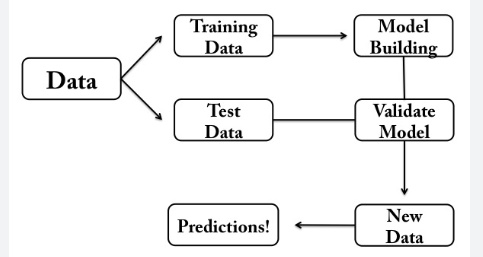 Training
Data
Model
Building
Data
Test
Data
Validate
Model
Predictions!
New
Data